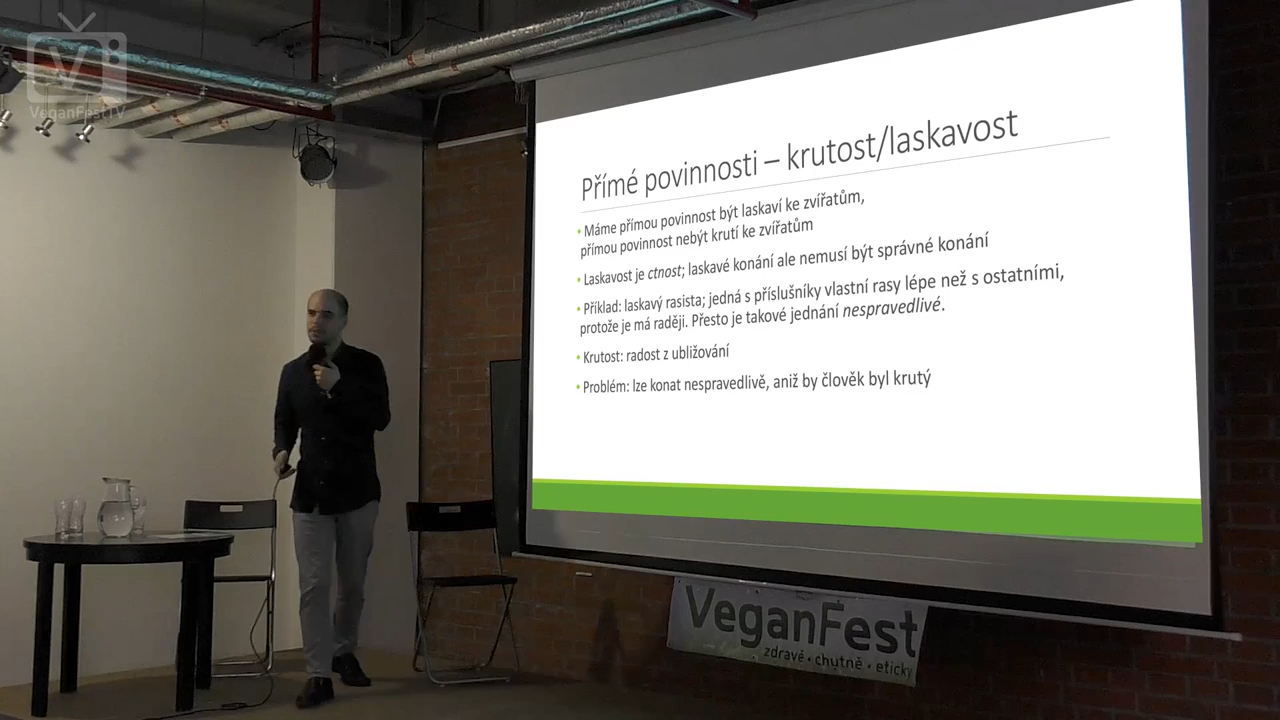 VeganFestTV
Přímé povinnosti – krutost/laskavost
• Máme přímou povinnost být laskaví ke zvířatům,
přímou povinnost nebýt krutí ke zvířatům
• Laskavost je ctnost; laskavé konání ale nemusí být správné konání
• Příklad: laskavý rasista; jedná s příslušníky vlastní rasy lépe než s ostatními,
protože je má raději. Přesto je takové jednání nespravedlivé.
• Krutost: radost z ubližování
• Problém: lze konat nespravedlivě, aniž by člověk byl krutý
VeganFest
zdravě • chutně • eticky